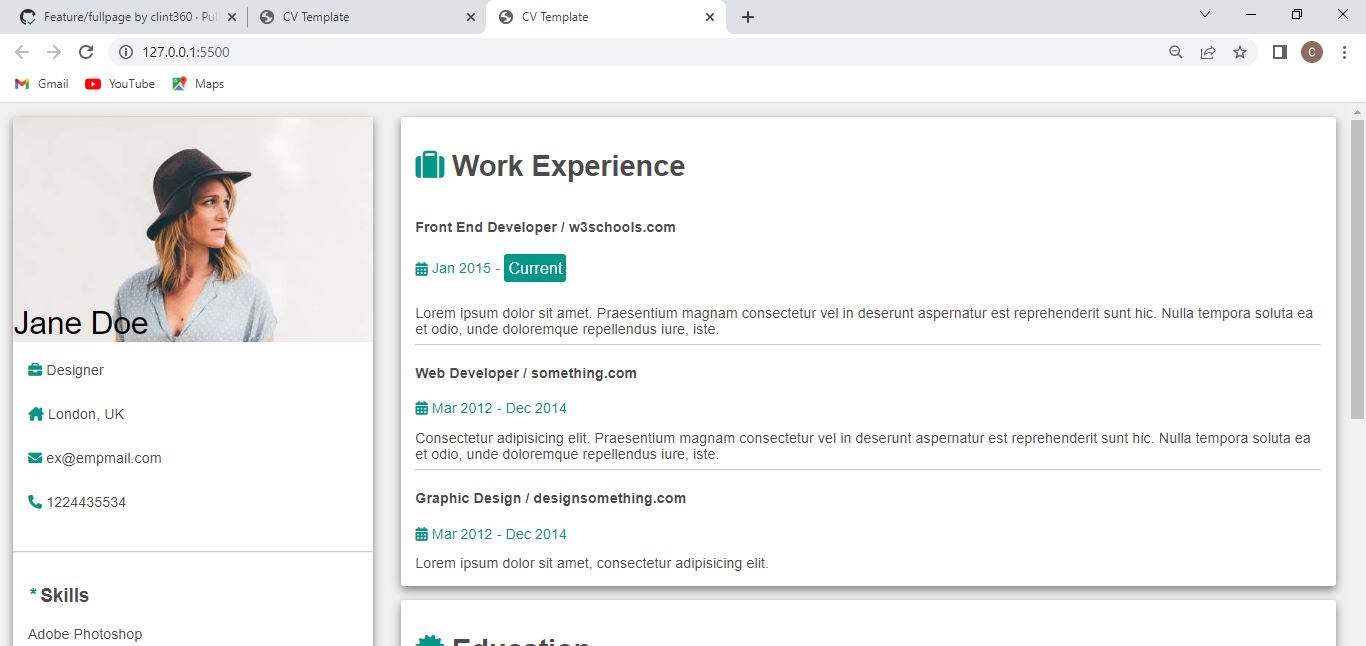 Feature/fullpage by clint360 · Pul
CV Template
CV Template
127.0.0.1:5500
C
Gmail
YouTube
Maps
Jane Doe
Designer
London, UK
ex@empmail.com
1224435534
* Skills
Adobe Photoshop
Work Experience
Front End Developer / w3schools.com
Jan 2015 - Current
Lorem ipsum dolor sit amet. Praesentium magnam consectetur vel in deserunt aspernatur est reprehenderit sunt hic. Nulla tempora soluta ea
et odio, unde doloremque repellendus iure, iste.
Web Developer / something.com
Mar 2012 - Dec 2014
Consectetur adipisicing elit. Praesentium magnam consectetur vel in deserunt aspernatur est reprehenderit sunt hic. Nulla tempora soluta ea
et odio, unde doloremque repellendus iure, iste.
Graphic Design / designsomething.com
Mar 2012 - Dec 2014
Lorem ipsum dolor sit amet, consectetur adipisicing elit.
Education